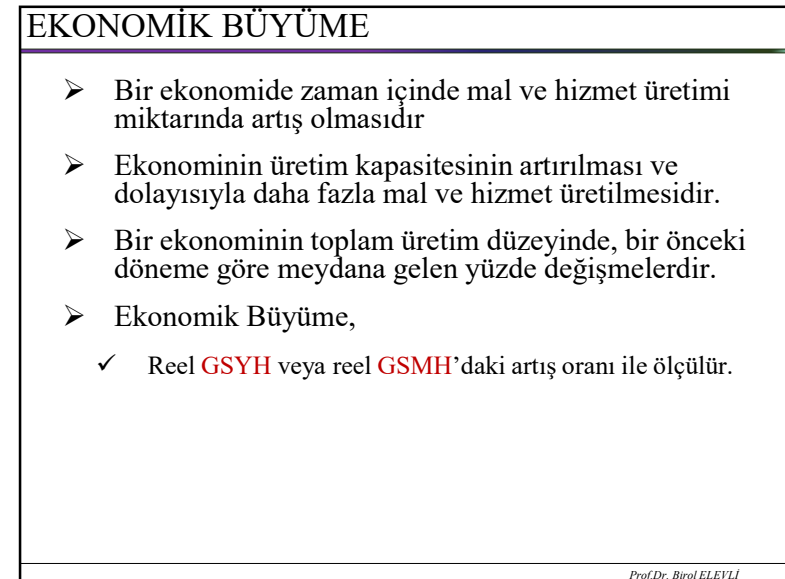 EKONOMİK BÜYÜME
➢ Bir ekonomide zaman içinde mal ve hizmet üretimi
miktarında artış olmasıdır
➢ Ekonominin üretim kapasitesinin artırılması ve
dolayısıyla daha fazla mal ve hizmet üretilmesidir.
➢ Bir ekonominin toplam üretim düzeyinde, bir önceki
döneme göre meydana gelen yüzde değişmelerdir.
➢ Ekonomik Büyüme,
✓ Reel GSYH veya reel GSMH’daki artış oranı ile ölçülür.
Prof.Dr. Birol ELEVLİ